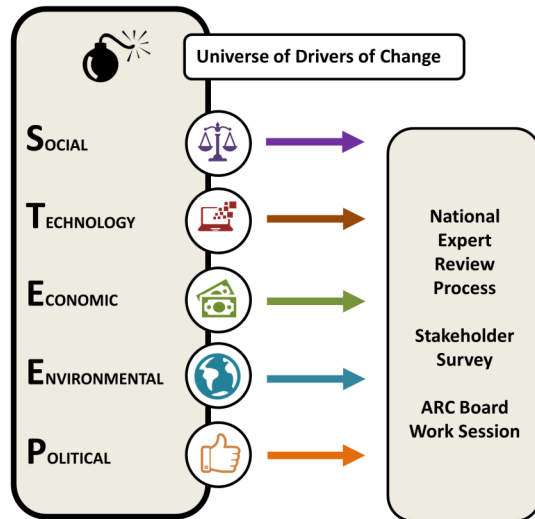 Universe of Drivers of Change
SOCIAL
TECHNOLOGY
ECONOMIC
ENVIRONMENTAL
POLITICAL
National
Expert
Review
Process
Stakeholder
Survey
ARC Board
Work Session